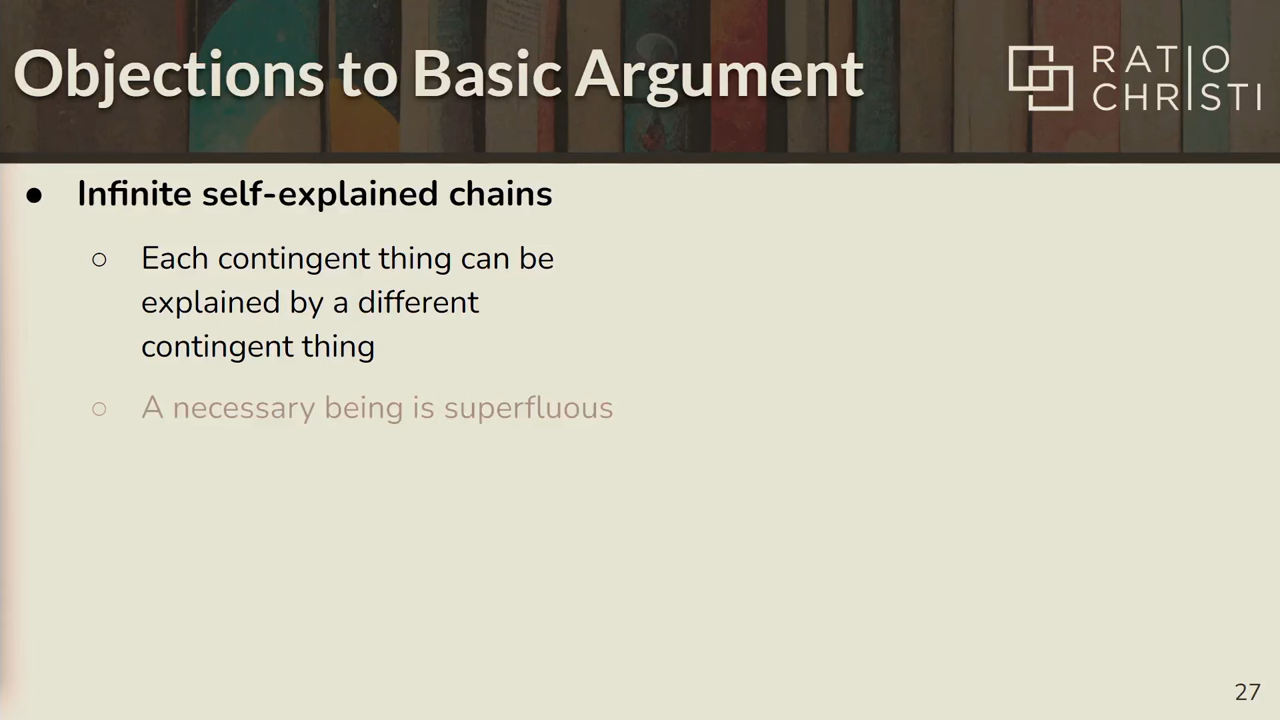 Objections to Basic Argument
RATIO
CHRISTI
● Infinite self-explained chains
○ Each contingent thing can be
explained by a different
contingent thing
○ A necessary being is superfluous
27